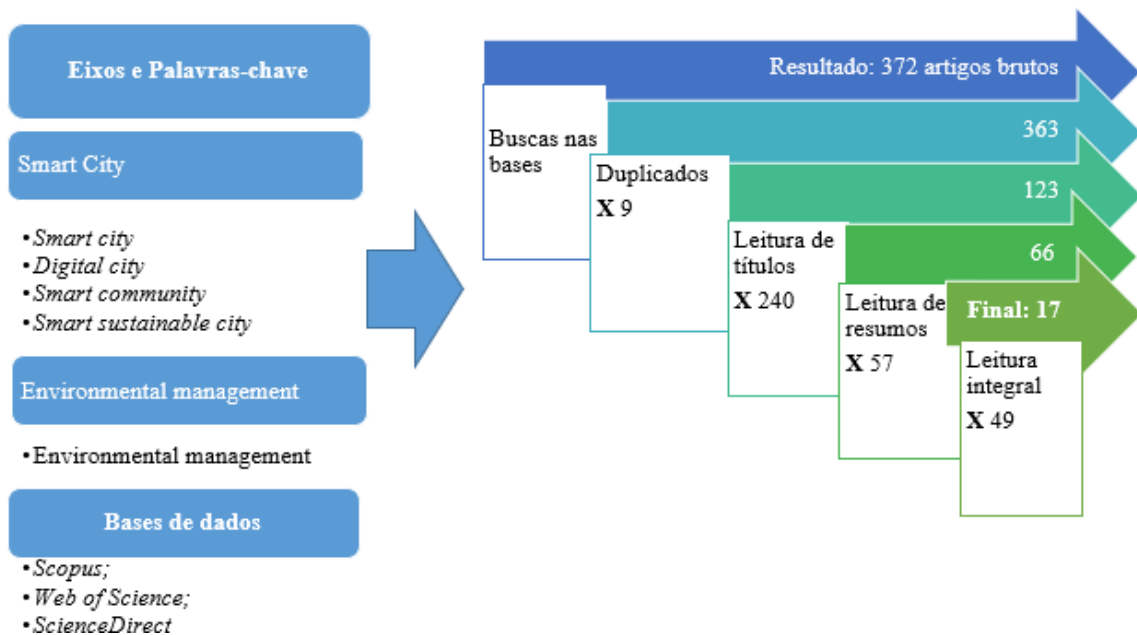 Eixos e Palavras-chave
Smart City
•Smart city
•Digital city
•Smart community
•Smart sustainable city
Environmental management
•Environmental management
Bases de dados
•Scopus;
•Web of Science;
•ScienceDirect
Resultado: 372 artigos brutos
Buscas nas
bases
363
Duplicados
X 9
123
Leitura de
títulos
X 240
66
Leitura de
resumos
X 57
Final: 17
Leitura
integral
X 49